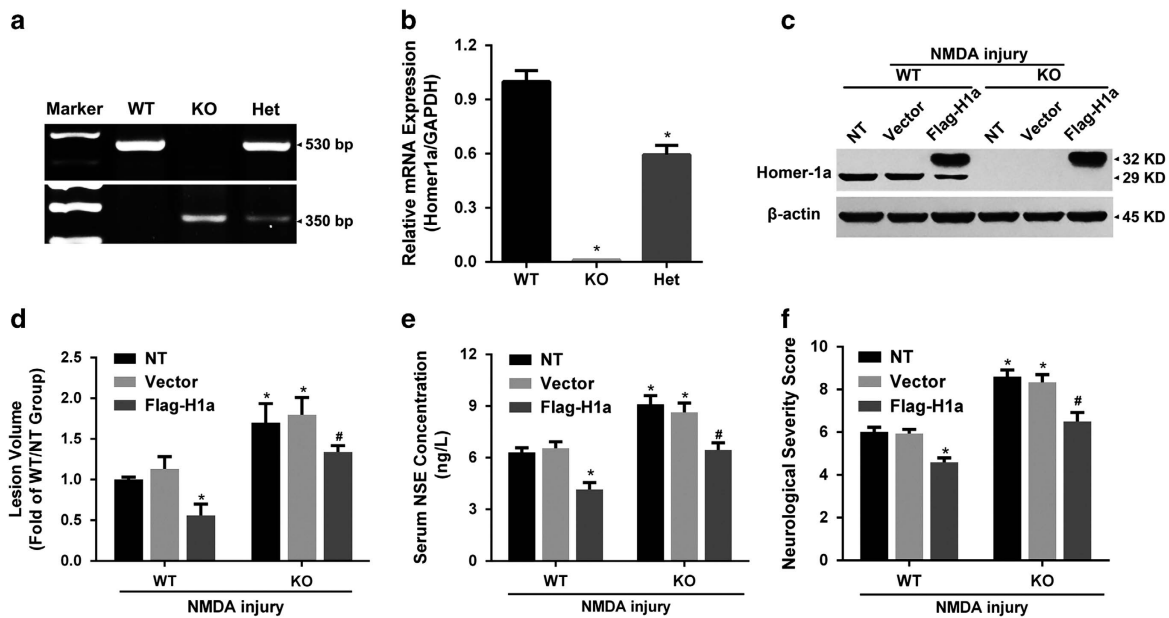 a
Marker WT KO Het
530 bp
350 bp
b
Relative mRNA Expression
(Homer1a/GAPDH)
1.2
0.9
0.6
0.3
0.0
*
*
WT KO Het
c
NMDA injury
WT KO
NT Vector Flag-H1a NT Vector Flag-H1a
Homer-1a
32 KD
29 KD
β-actin
45 KD
d
Lesion Volume
(Fold of WT/NT Group)
2.5
2.0
1.5
1.0
0.5
0.0
NT
Vector
Flag-H1a
* * * #
WT KO
NMDA injury
e
Serum NSE Concentration
(ng/L)
12
9
6
3
0
NT
Vector
Flag-H1a
* * * #
WT KO
NMDA injury
f
Neurological Severity Score
10
8
6
4
2
0
NT
Vector
Flag-H1a
* * * #
WT KO
NMDA injury